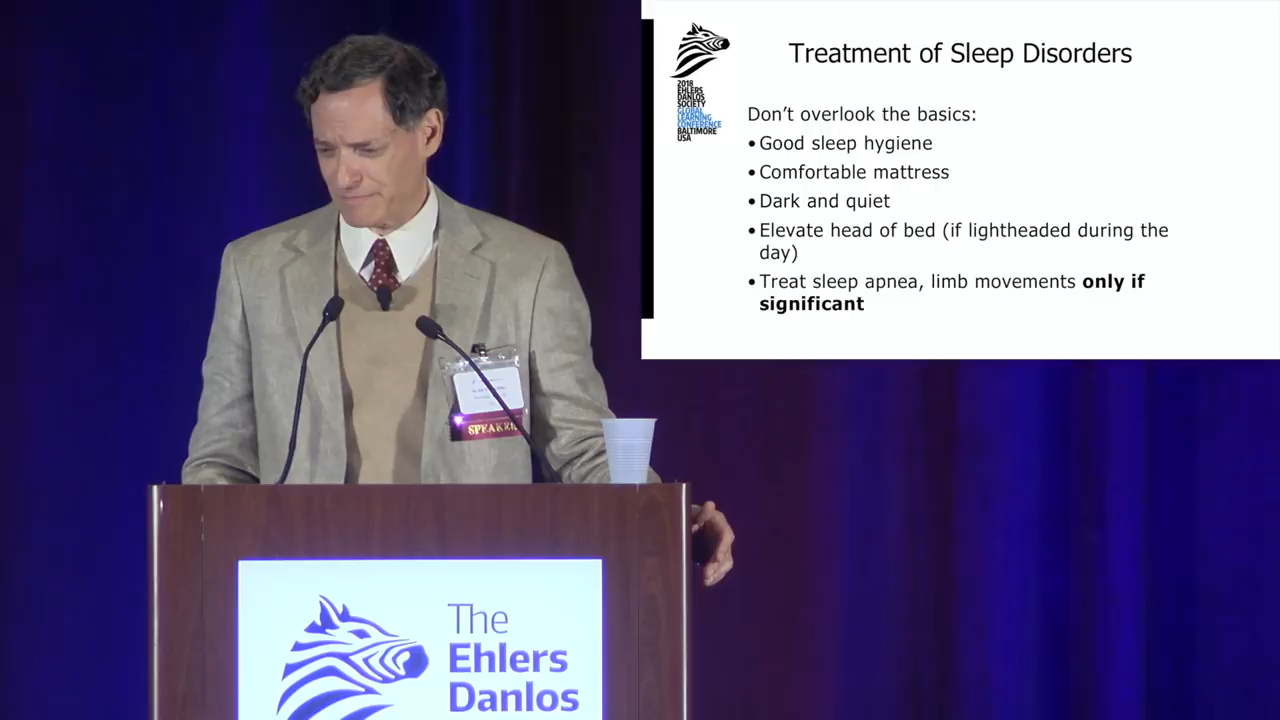 Treatment of Sleep Disorders
2018
EHLERS
DANLOS
SOCIETY
GLOBAL
LEARNING
CONFERENCE
BALTIMORE
USA
Don’t overlook the basics:
• Good sleep hygiene
• Comfortable mattress
• Dark and quiet
• Elevate head of bed (if lightheaded during the
day)
• Treat sleep apnea, limb movements only if
significant
SPEAKER
The
Ehlers
Danlos